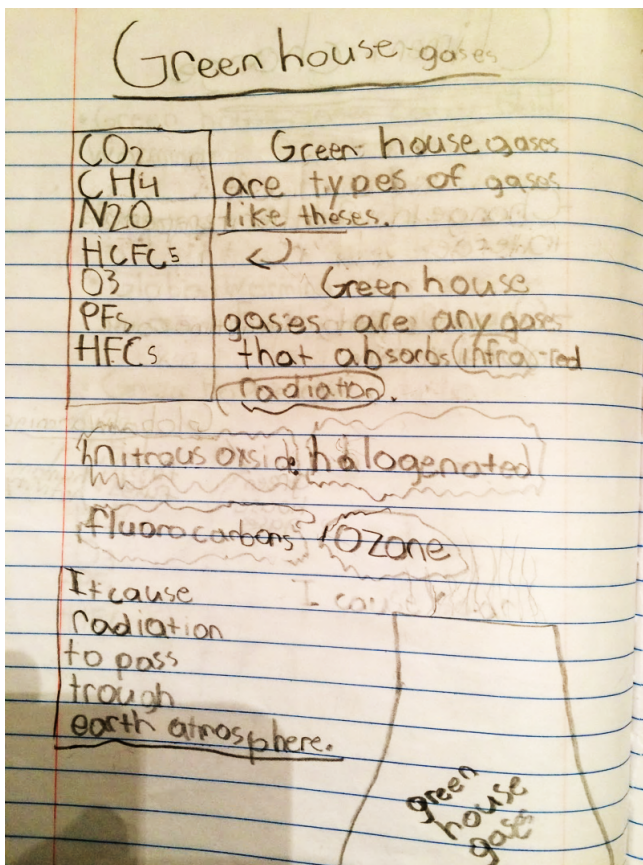 Green house gases
CO2
CH4
N2O
HCFCs
O3
PFs
HFCs
Green house gases
are types of gases
like theses.
Green house
gases are any gases
that absorbs infra-red
radiation.
nitrous oxside halogenated
fluorocarbons + Ozone
It cause
radiation
to pass
trough
earth atmosphere.
green
house
gases